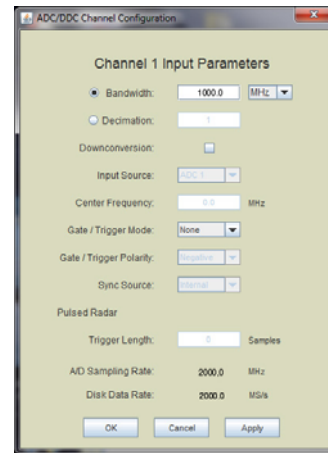 ADC/DDC Channel Configuration
Channel 1 Input Parameters
Bandwidth: 1000.0 MHz
Decimation: 1
Downconversion:
Input Source: ADC 1
Center Frequency: 0.0 MHz
Gate / Trigger Mode: None
Gate / Trigger Polarity: Negative
Sync Source: Internal
Pulsed Radar
Trigger Length: 0 Samples
A/D Sampling Rate: 2000.0 MHz
Disk Data Rate: 2000.0 MS/s
OK Cancel Apply